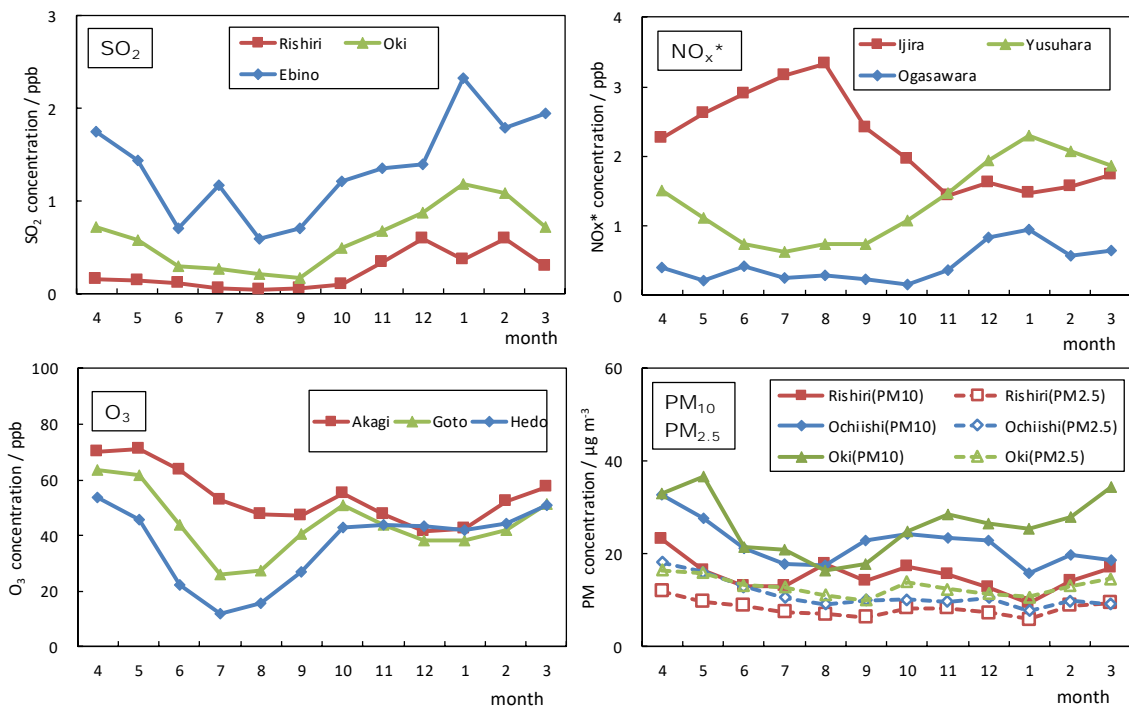 SO₂
Rishiri
Oki
Ebino
SO₂ concentration / ppb
3
2
1
0
4 5 6 7 8 9 10 11 12 1 2 3
month
NOₓ*
Ijira
Yusuhara
Ogasawara
NOx* concentration / ppb
4
3
2
1
0
4 5 6 7 8 9 10 11 12 1 2 3
month
O₃
Akagi Goto Hedo
O₃ concentration / ppb
100
80
60
40
20
0
4 5 6 7 8 9 10 11 12 1 2 3
month
PM₁₀
PM₂.₅
Rishiri(PM10) Rishiri(PM2.5)
Ochiishi(PM10) Ochiishi(PM2.5)
Oki(PM10) Oki(PM2.5)
PM concentration / µg m⁻³
60
40
20
0
4 5 6 7 8 9 10 11 12 1 2 3
month